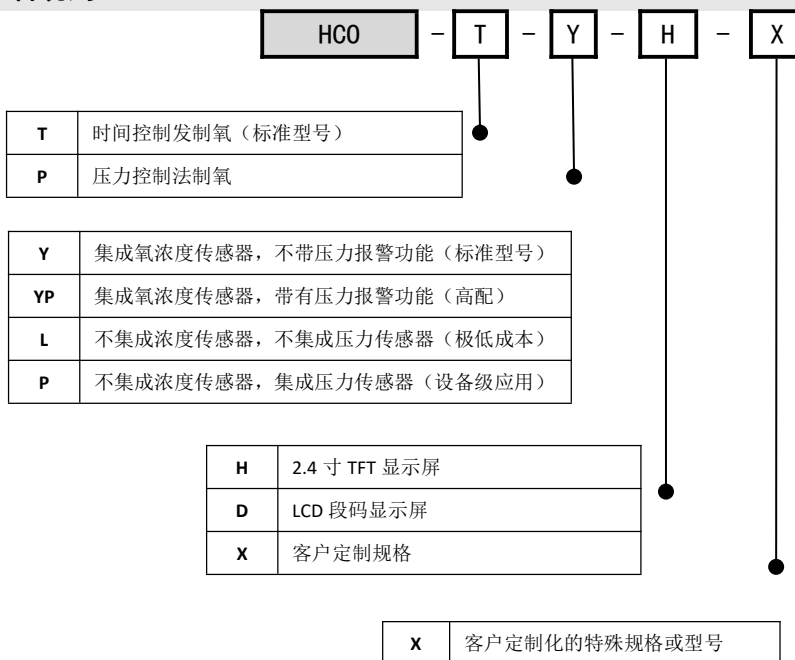 HCO - T - Y - H - X
T 时间控制发制氧（标准型号）
P 压力控制法制氧
Y 集成氧浓度传感器，不带压力报警功能（标准型号）
YP 集成氧浓度传感器，带有压力报警功能（高配）
L 不集成浓度传感器，不集成压力传感器（极低成本）
P 不集成浓度传感器，集成压力传感器（设备级应用）
H 2.4 寸 TFT 显示屏
D LCD 段码显示屏
X 客户定制规格
X 客户定制化的特殊规格或型号